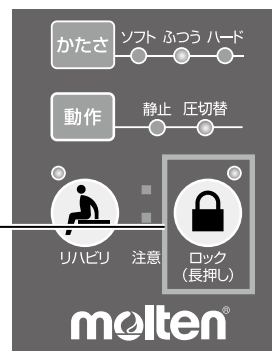 かたさ ソフト ふつう ハード
動作 静止 圧切替
リハビリ 注意 ロック
(長押し)
molten®